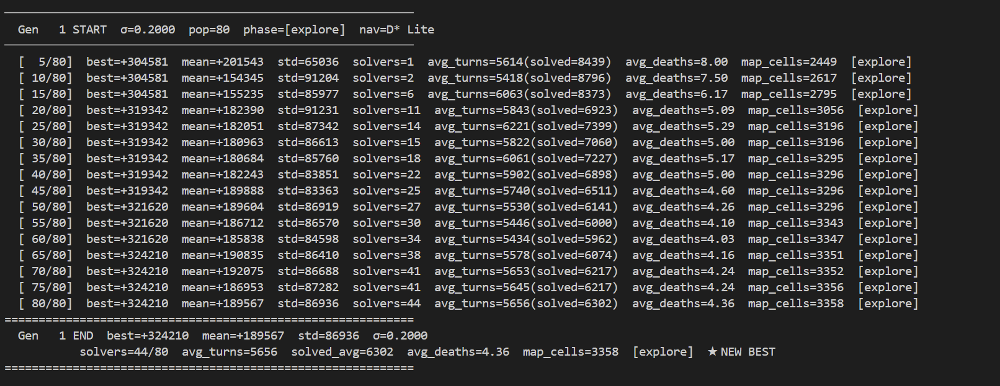 Gen   1 START  σ=0.2000  pop=80  phase=[explore]  nav=D* Lite
[  5/80]  best=+304581  mean=+201543  std=65036  solvers=1  avg_turns=5614(solved=8439)  avg_deaths=8.00  map_cells=2449  [explore]
[ 10/80]  best=+304581  mean=+154345  std=91204  solvers=2  avg_turns=5418(solved=8796)  avg_deaths=7.50  map_cells=2617  [explore]
[ 15/80]  best=+304581  mean=+155235  std=85977  solvers=6  avg_turns=6063(solved=8373)  avg_deaths=6.17  map_cells=2795  [explore]
[ 20/80]  best=+319342  mean=+182390  std=91231  solvers=11  avg_turns=5843(solved=6923)  avg_deaths=5.09  map_cells=3056  [explore]
[ 25/80]  best=+319342  mean=+182051  std=87342  solvers=14  avg_turns=6221(solved=7399)  avg_deaths=5.29  map_cells=3196  [explore]
[ 30/80]  best=+319342  mean=+180963  std=86613  solvers=15  avg_turns=5822(solved=7060)  avg_deaths=5.00  map_cells=3196  [explore]
[ 35/80]  best=+319342  mean=+180684  std=85760  solvers=18  avg_turns=6061(solved=7227)  avg_deaths=5.17  map_cells=3295  [explore]
[ 40/80]  best=+319342  mean=+182243  std=83851  solvers=22  avg_turns=5902(solved=6898)  avg_deaths=5.00  map_cells=3296  [explore]
[ 45/80]  best=+319342  mean=+189888  std=83363  solvers=25  avg_turns=5740(solved=6511)  avg_deaths=4.60  map_cells=3296  [explore]
[ 50/80]  best=+321620  mean=+189604  std=86919  solvers=27  avg_turns=5530(solved=6141)  avg_deaths=4.26  map_cells=3296  [explore]
[ 55/80]  best=+321620  mean=+186712  std=86570  solvers=30  avg_turns=5446(solved=6000)  avg_deaths=4.10  map_cells=3343  [explore]
[ 60/80]  best=+321620  mean=+185838  std=84598  solvers=34  avg_turns=5434(solved=5962)  avg_deaths=4.03  map_cells=3347  [explore]
[ 65/80]  best=+324210  mean=+190835  std=86410  solvers=38  avg_turns=5578(solved=6074)  avg_deaths=4.16  map_cells=3351  [explore]
[ 70/80]  best=+324210  mean=+192075  std=86688  solvers=41  avg_turns=5653(solved=6217)  avg_deaths=4.24  map_cells=3352  [explore]
[ 75/80]  best=+324210  mean=+186953  std=87282  solvers=41  avg_turns=5645(solved=6217)  avg_deaths=4.24  map_cells=3356  [explore]
[ 80/80]  best=+324210  mean=+189567  std=86936  solvers=44  avg_turns=5656(solved=6302)  avg_deaths=4.36  map_cells=3358  [explore]
============================================================
Gen   1 END  best=+324210  mean=+189567  std=86936  σ=0.2000
solvers=44/80  avg_turns=5656  solved_avg=6302  avg_deaths=4.36  map_cells=3358  [explore]  ★ NEW BEST
============================================================